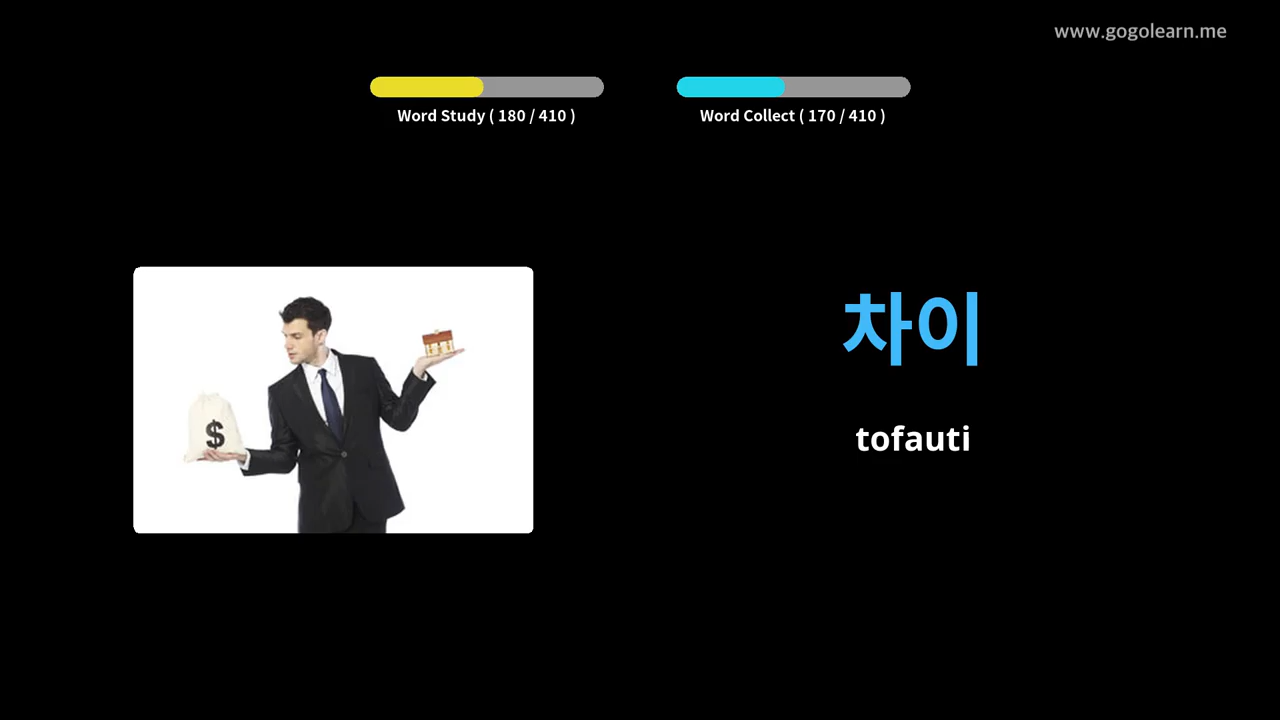 www.gogolearn.me
Word Study ( 180 / 410 )
Word Collect ( 170 / 410 )
차이
tofauti
$